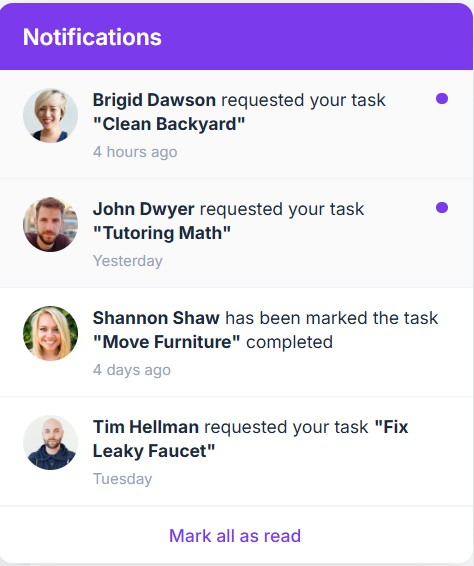 Notifications
Brigid Dawson requested your task
"Clean Backyard"
4 hours ago
John Dwyer requested your task
"Tutoring Math"
Yesterday
Shannon Shaw has been marked the task
"Move Furniture" completed
4 days ago
Tim Hellman requested your task "Fix
Leaky Faucet"
Tuesday
Mark all as read